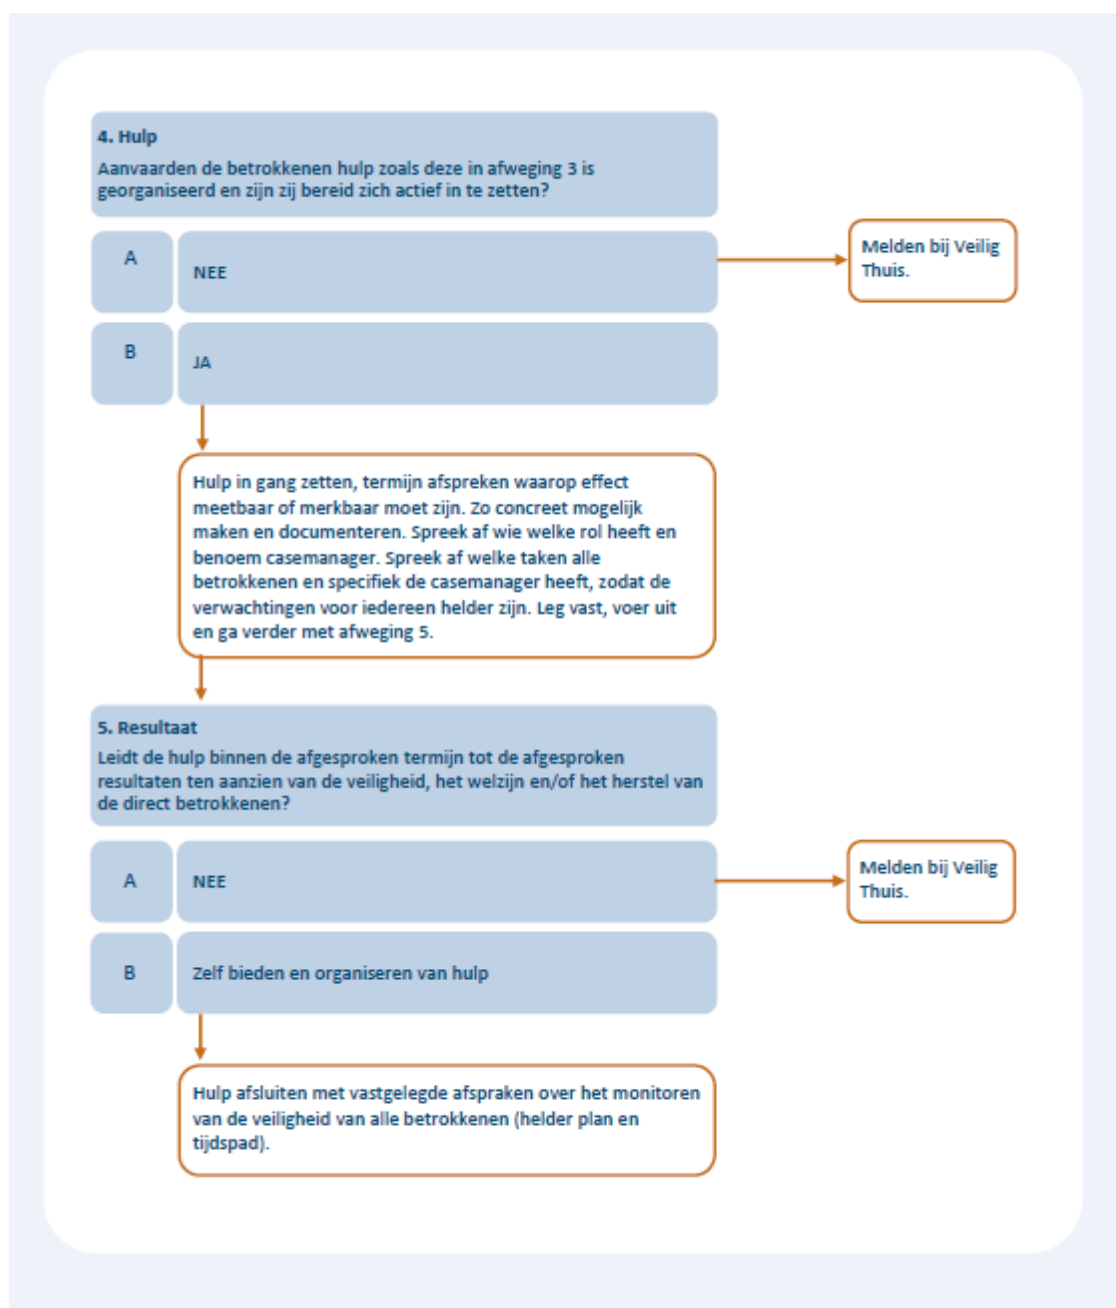 4. Hulp
Aanvaarden de betrokkenen hulp zoals deze in afweging 3 is
georganiseerd en zijn zij bereid zich actief in te zetten?
A
NEE
Melden bij Veilig
Thuis.
B
JA
Hulp in gang zetten, termijn afspreken waarop effect
meetbaar of merkbaar moet zijn. Zo concreet mogelijk
maken en documenteren. Spreek af wie welke rol heeft en
benoem casemanager. Spreek af welke taken alle
betrokkenen en specifiek de casemanager heeft, zodat de
verwachtingen voor iedereen helder zijn. Leg vast, voer uit
en ga verder met afweging 5.
5. Resultaat
Leidt de hulp binnen de afgesproken termijn tot de afgesproken
resultaten ten aanzien van de veiligheid, het welzijn en/of het herstel van
de direct betrokkenen?
A
NEE
Melden bij Veilig
Thuis.
B
Zelf bieden en organiseren van hulp
Hulp afsluiten met vastgelegde afspraken over het monitoren
van de veiligheid van alle betrokkenen (helder plan en
tijdspad).